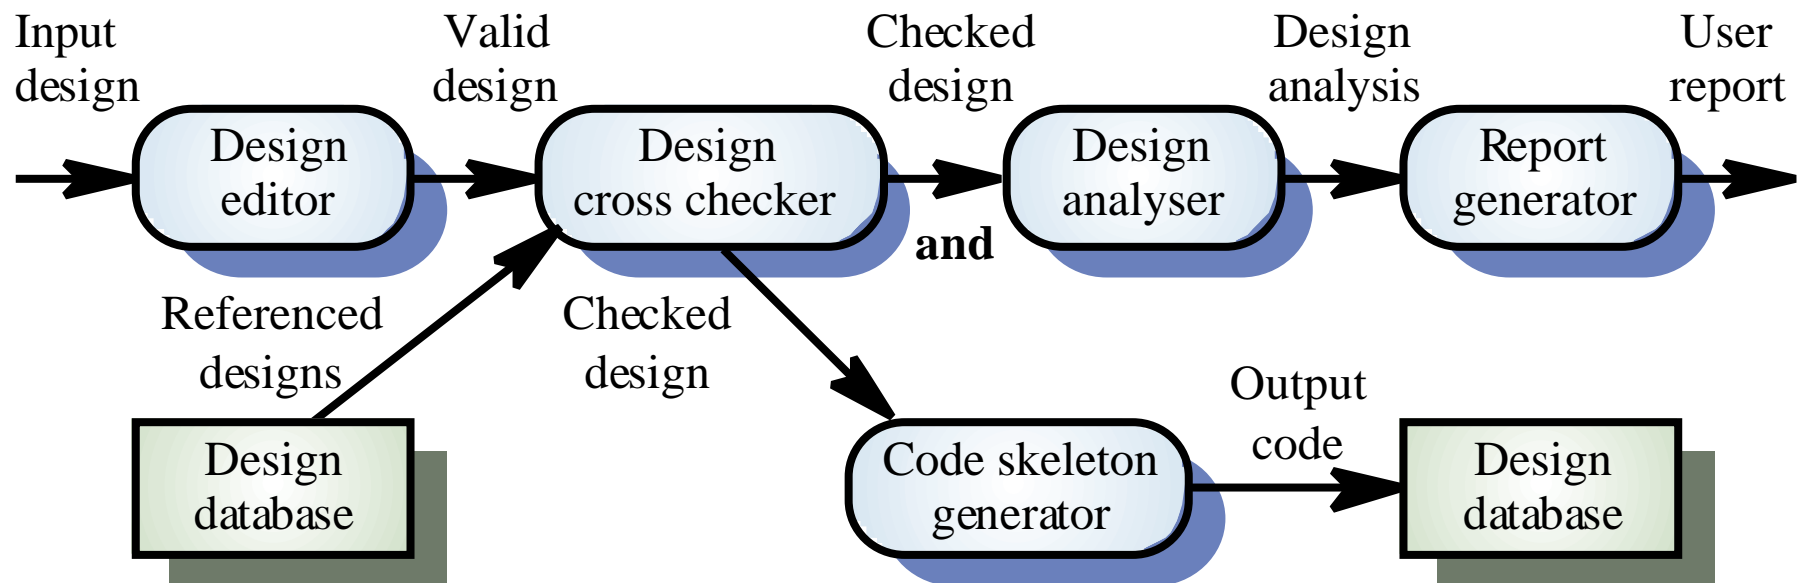 Input
design
Valid
design
Checked
design
Design
analysis
User
report
Design
editor
Design
cross checker
Design
analyser
Report
generator
and
Referenced
designs
Checked
design
Output
code
Design
database
Code skeleton
generator
Design
database